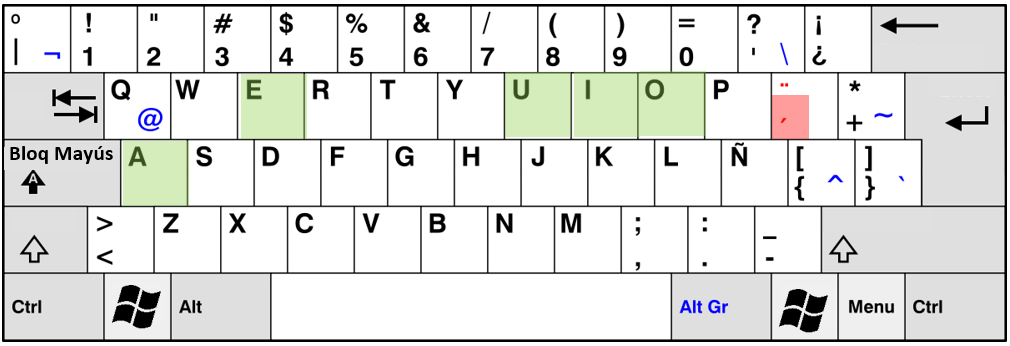 º ! " # $ % & / ( ) = ? ¡
| ¬ 1 2 3 4 5 6 7 8 9 0 ' \ ¿
Q W E R T Y U I O P ¨ *
@ ´ + ~
Bloq Mayús A S D F G H J K L Ñ [ ]
A { ^ } `
> Z X C V B N M ; : _
< , . -
Ctrl Alt Alt Gr Menu Ctrl